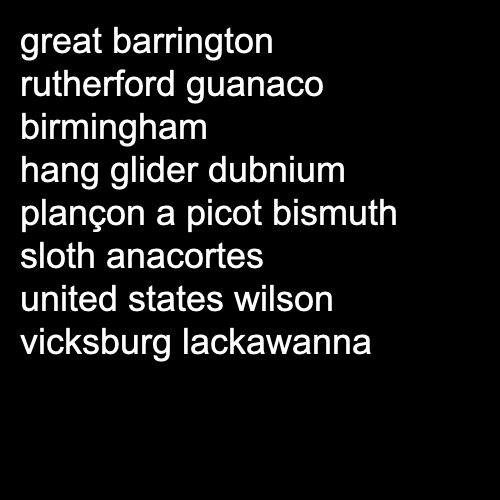 great barrington
rutherford guanaco
birmingham
hang glider dubnium
plançon a picot bismuth
sloth anacortes
united states wilson
vicksburg lackawanna